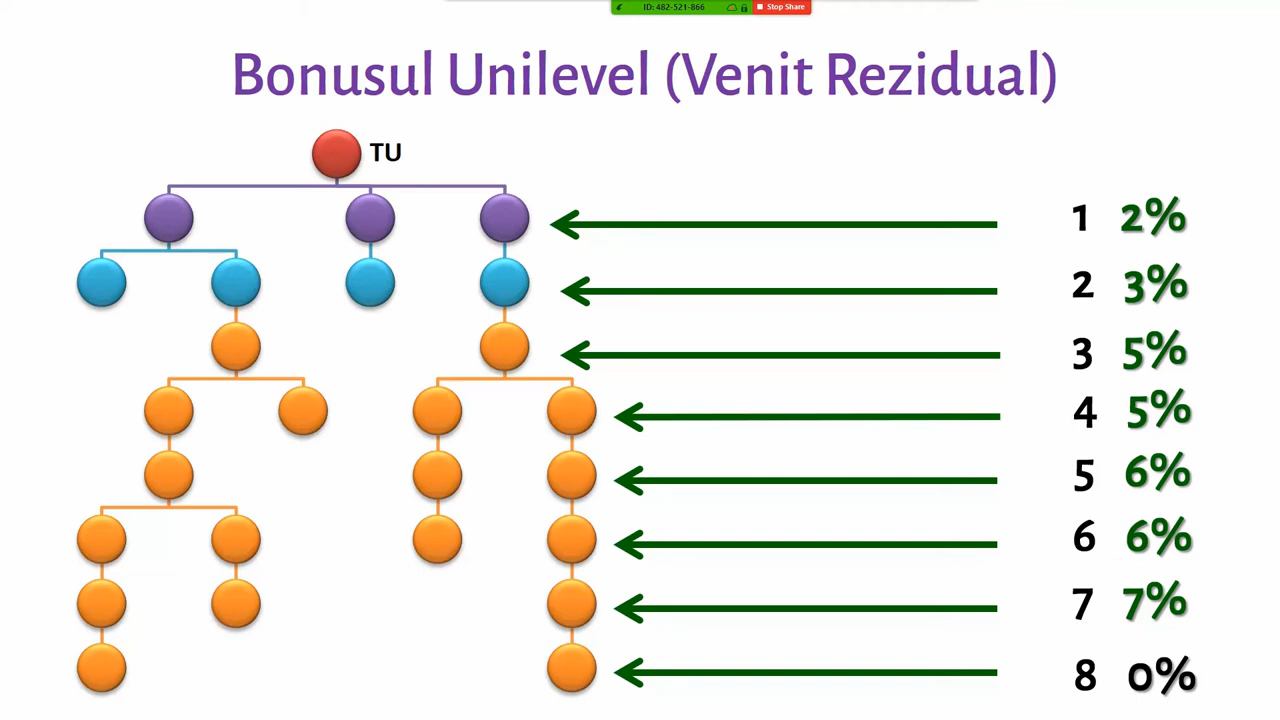 ID: 482-521-866 Stop Share
Bonusul Unilevel (Venit Rezidual)
TU
1 2%
2 3%
3 5%
4 5%
5 6%
6 6%
7 7%
8 0%